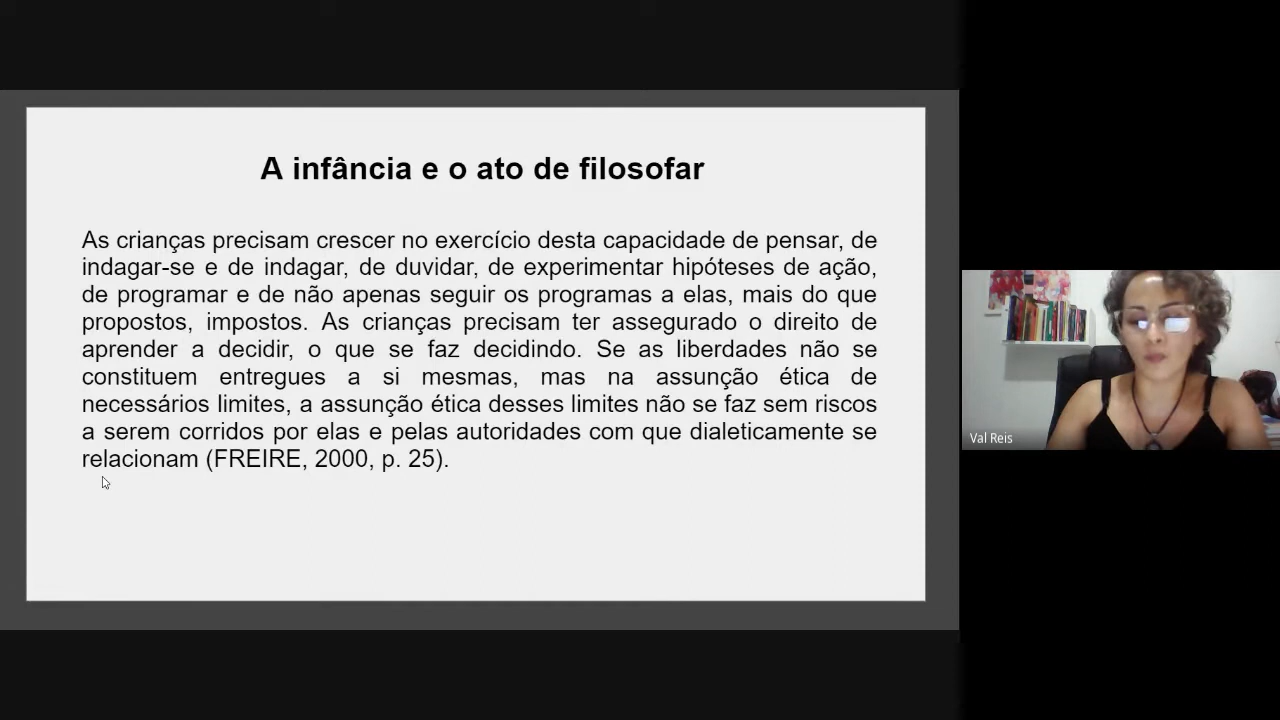 A infância e o ato de filosofar
As crianças precisam crescer no exercício desta capacidade de pensar, de
indagar-se e de indagar, de duvidar, de experimentar hipóteses de ação,
de programar e de não apenas seguir os programas a elas, mais do que
propostos, impostos. As crianças precisam ter assegurado o direito de
aprender a decidir, o que se faz decidindo. Se as liberdades não se
constituem entregues a si mesmas, mas na assunção ética de
necessários limites, a assunção ética desses limites não se faz sem riscos
a serem corridos por elas e pelas autoridades com que dialeticamente se
relacionam (FREIRE, 2000, p. 25).
Val Reis